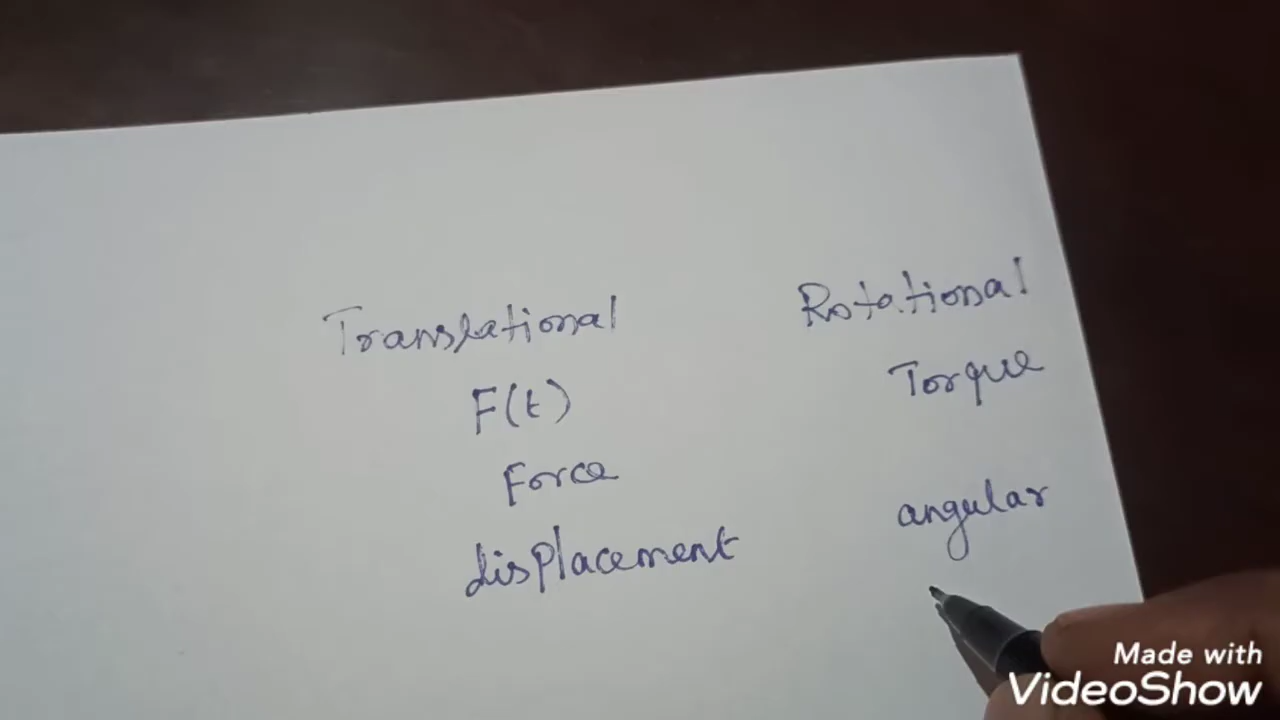 Translational Rotational
F(t) Torque
Force
displacement angular
Made with
VideoShow